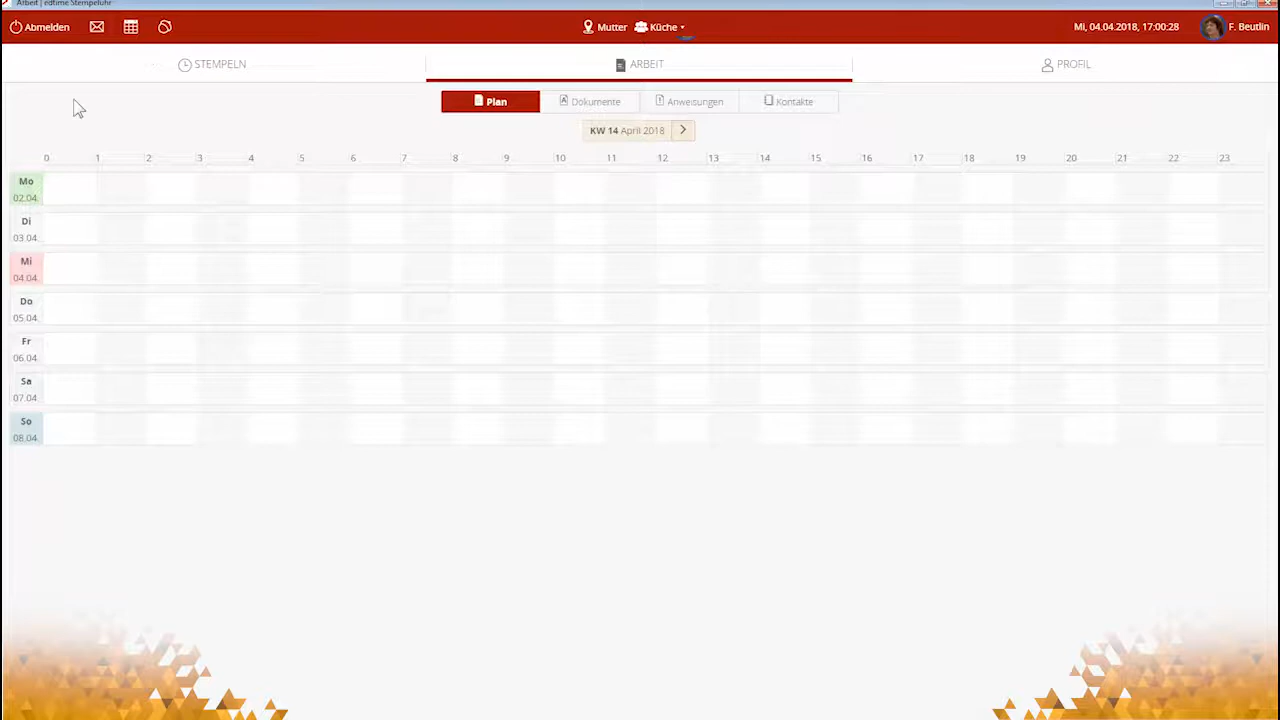 Arbeit | edtime Stempeluhr
Abmelden
Mutter Küche
Mi, 04.04.2018, 17:00:28
F. Beutlin
STEMPELN
ARBEIT
PROFIL
Plan
Dokumente
Anweisungen
Kontakte
KW 14 April 2018
0 1 2 3 4 5 6 7 8 9 10 11 12 13 14 15 16 17 18 19 20 21 22 23
Mo
02.04.
Di
03.04.
Mi
04.04.
Do
05.04.
Fr
06.04.
Sa
07.04.
So
08.04.